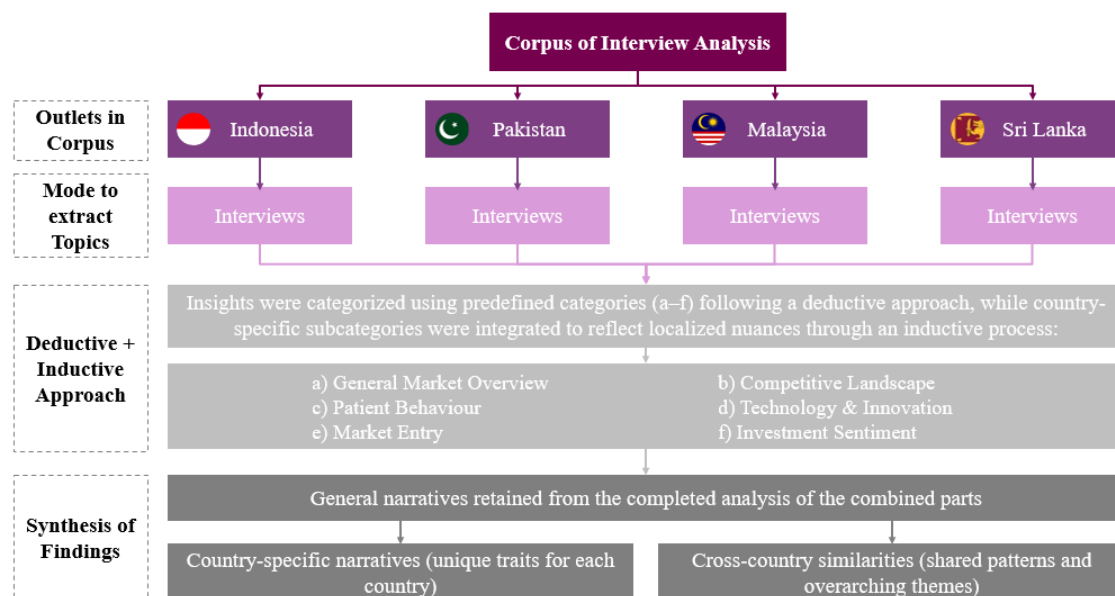 Corpus of Interview Analysis
Outlets in
Corpus
Indonesia
Pakistan
Malaysia
Sri Lanka
Mode to
extract
Topics
Interviews
Interviews
Interviews
Interviews
Deductive +
Inductive
Approach
Insights were categorized using predefined categories (a–f) following a deductive approach, while country-
specific subcategories were integrated to reflect localized nuances through an inductive process:
a) General Market Overview
b) Competitive Landscape
c) Patient Behaviour
d) Technology & Innovation
e) Market Entry
f) Investment Sentiment
Synthesis of
Findings
General narratives retained from the completed analysis of the combined parts
Country-specific narratives (unique traits for each
country)
Cross-country similarities (shared patterns and
overarching themes)